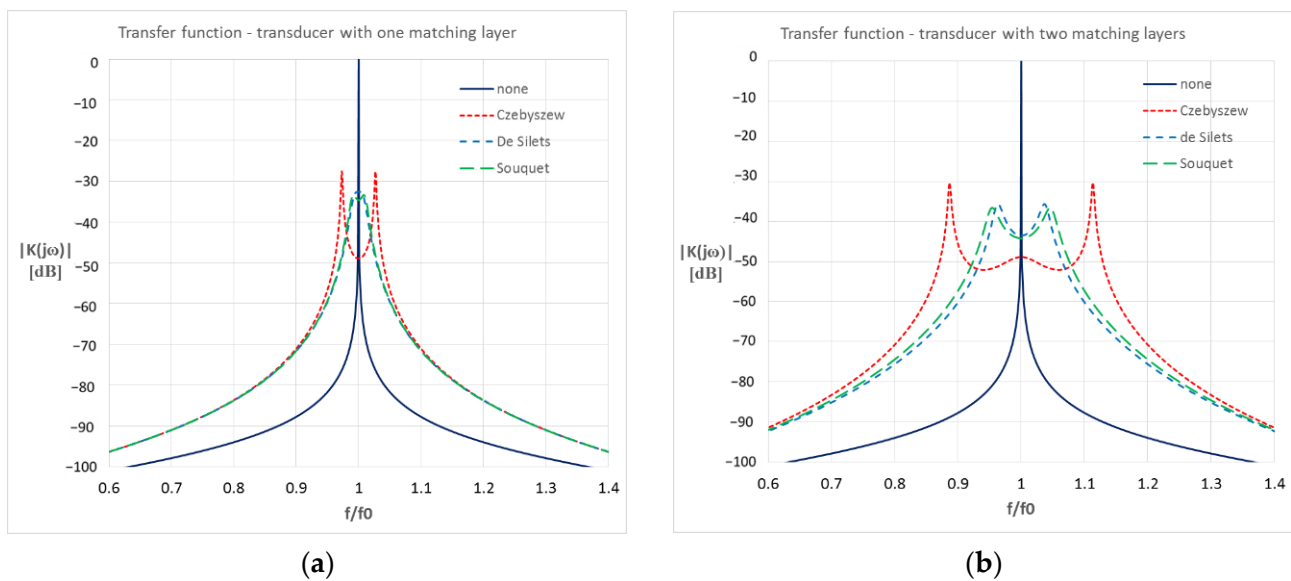 Transfer function - transducer with one matching layer
0
−10
−20
−30
−40
−50
−60
−70
−80
−90
−100
|K(jω)|
[dB]
none
Czebyszew
De Silets
Souquet
0.6 0.7 0.8 0.9 1 1.1 1.2 1.3 1.4
f/f0
(a)
Transfer function - transducer with two matching layers
0
−10
−20
−30
−40
−50
−60
−70
−80
−90
−100
|K(jω)|
[dB]
none
Czebyszew
de Silets
Souquet
0.6 0.7 0.8 0.9 1 1.1 1.2 1.3 1.4
f/f0
(b)